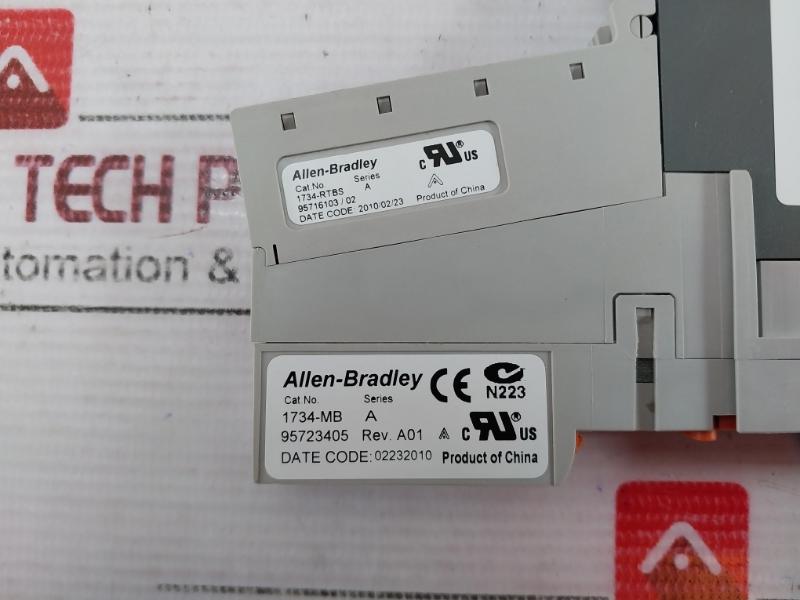 TECH P
tomation &
Allen-Bradley
Cat.No. Series
1734-RTBS A
95716103 / 02
DATE CODE 2010/02/23
C RU ® US
Product of China
Allen-Bradley
Cat.No. Series
1734-MB A
95723405 Rev. A01
DATE CODE: 02232010
CE
N223
C RU ® US
Product of China